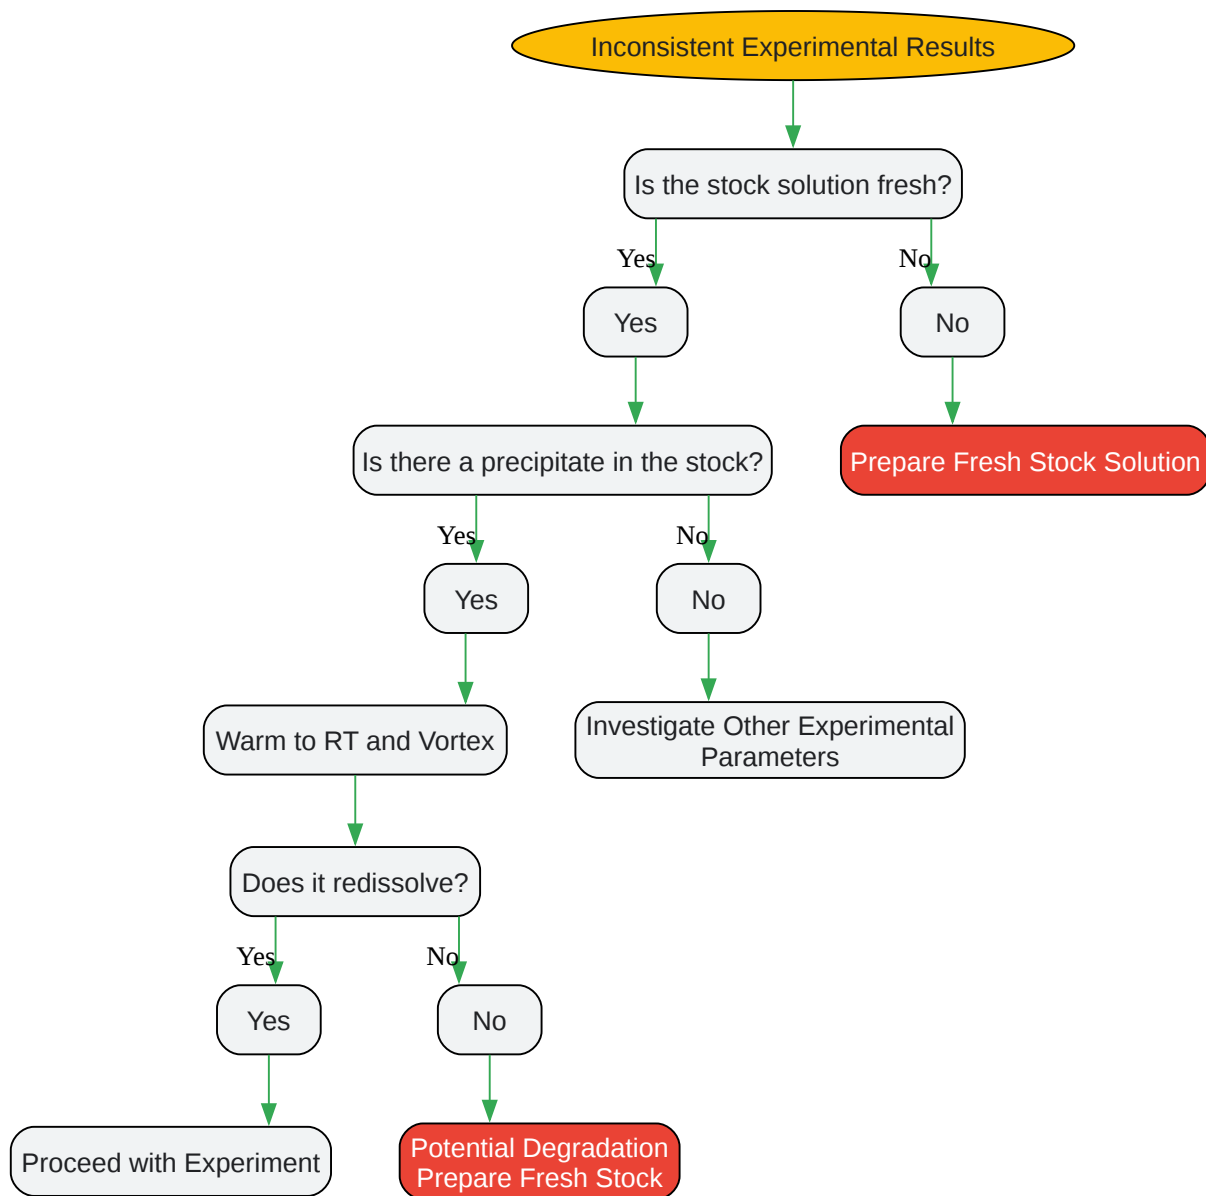 Inconsistent Experimental Results
Is the stock solution fresh?
Yes
No
Yes
No
Is there a precipitate in the stock?
Prepare Fresh Stock Solution
Yes
No
Yes
No
Warm to RT and Vortex
Investigate Other Experimental
Parameters
Does it redissolve?
Yes
No
Yes
No
Proceed with Experiment
Potential Degradation
Prepare Fresh Stock